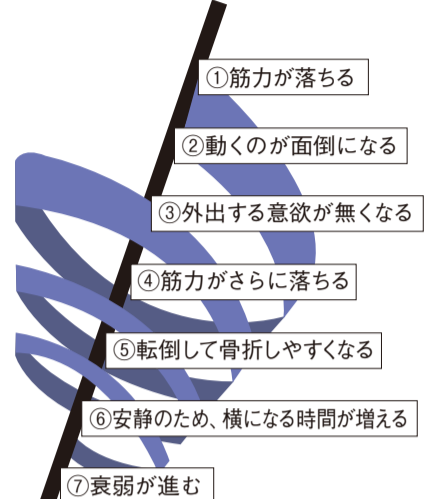 ①筋力が落ちる
②動くのが面倒になる
③外出する意欲が無くなる
④筋力がさらに落ちる
⑤転倒して骨折しやすくなる
⑥安静のため、横になる時間が増える
⑦衰弱が進む